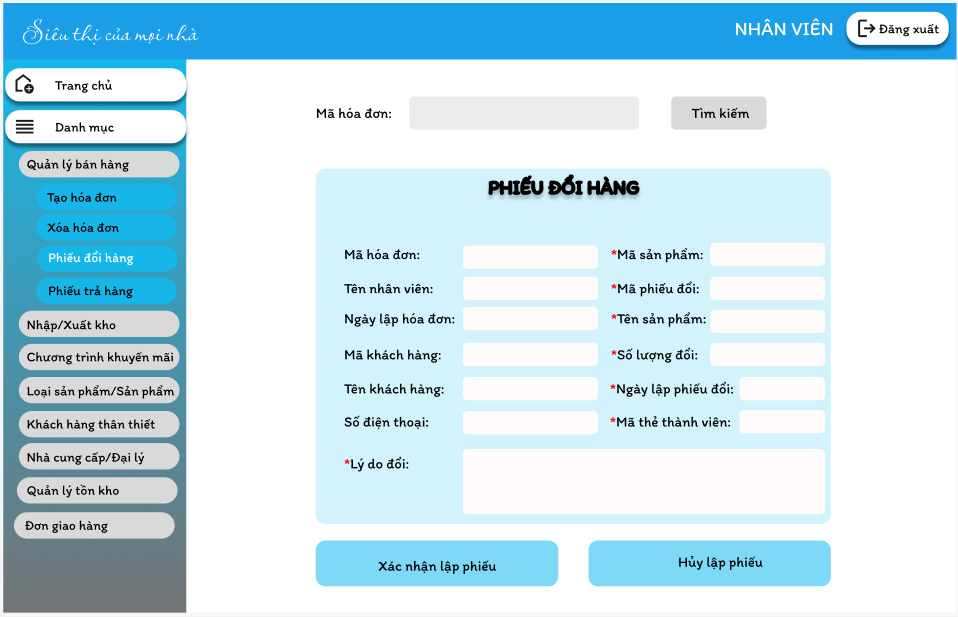 Siêu thị của mọi nhà
NHÂN VIÊN
Đăng xuất
Trang chủ
Danh mục
Quản lý bán hàng
Tạo hóa đơn
Xóa hóa đơn
Phiếu đổi hàng
Phiếu trả hàng
Nhập/Xuất kho
Chương trình khuyến mãi
Loại sản phẩm/Sản phẩm
Khách hàng thân thiết
Nhà cung cấp/Đại lý
Quản lý tồn kho
Đơn giao hàng
Mã hóa đơn:
Tìm kiếm
PHIẾU ĐỔI HÀNG
Mã hóa đơn:
*Mã sản phẩm:
Tên nhân viên:
*Mã phiếu đổi:
Ngày lập hóa đơn:
*Tên sản phẩm:
Mã khách hàng:
*Số lượng đổi:
Tên khách hàng:
*Ngày lập phiếu đổi:
Số điện thoại:
*Mã thẻ thành viên:
*Lý do đổi:
Xác nhận lập phiếu
Hủy lập phiếu